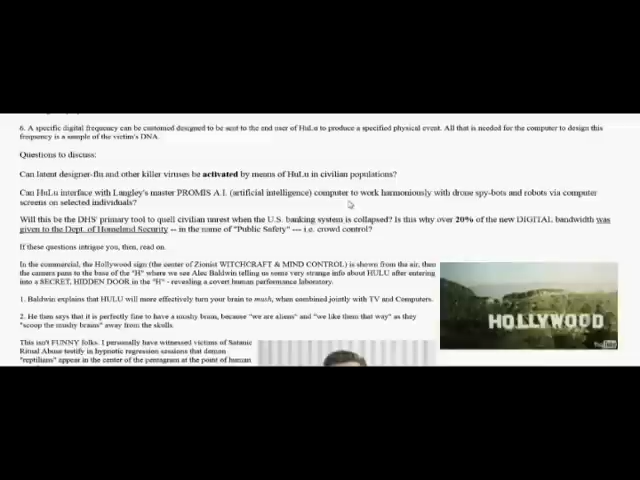 6. A specific digital frequency can be customed designed to be sent to the end user of HuLu to produce a specified physical event. All that is needed for the computer to design this
frequency is a sample of the victim's DNA.
Questions to discuss:
Can latent designer-flu and other killer viruses be activated by means of HuLu in civilian populations?
Can HuLu interface with Langley's master PROMIS A.I. (artificial intelligence) computer to work harmoniously with drone spy-bots and robots via computer
screens on selected individuals?
Will this be the DHS' primary tool to quell civilian unrest when the U.S. banking system is collapsed? Is this why over 20% of the new DIGITAL bandwidth was
given to the Dept. of Homeland Security -- in the name of "Public Safety" --- i.e. crowd control?
If these questions intrigue you, then, read on.
In the commercial, the Hollywood sign (the center of Zionist WITCHCRAFT & MIND CONTROL) is shown from the air, then
the camera pans to the base of the "H" where we see Alec Baldwin telling us some very strange info about HULU after entering
into a SECRET, HIDDEN DOOR in the "H" - revealing a covert human performance laboratory.
1. Baldwin explains that HULU will more effectively turn your brain to mush, when combined jointly with TV and Computers.
2. He then says that it is perfectly fine to have a mushy brain, because "we are aliens" and "we like them that way" as they
"scoop the mushy brains" away from the skulls.
This isn't FUNNY folks. I personally have witnessed victims of Satanic
Ritual Abuse testify in hypnotic regression sessions that demon
"reptilians" appear in the center of the pentagram at the point of human
HOLLYWOOD
YouTube